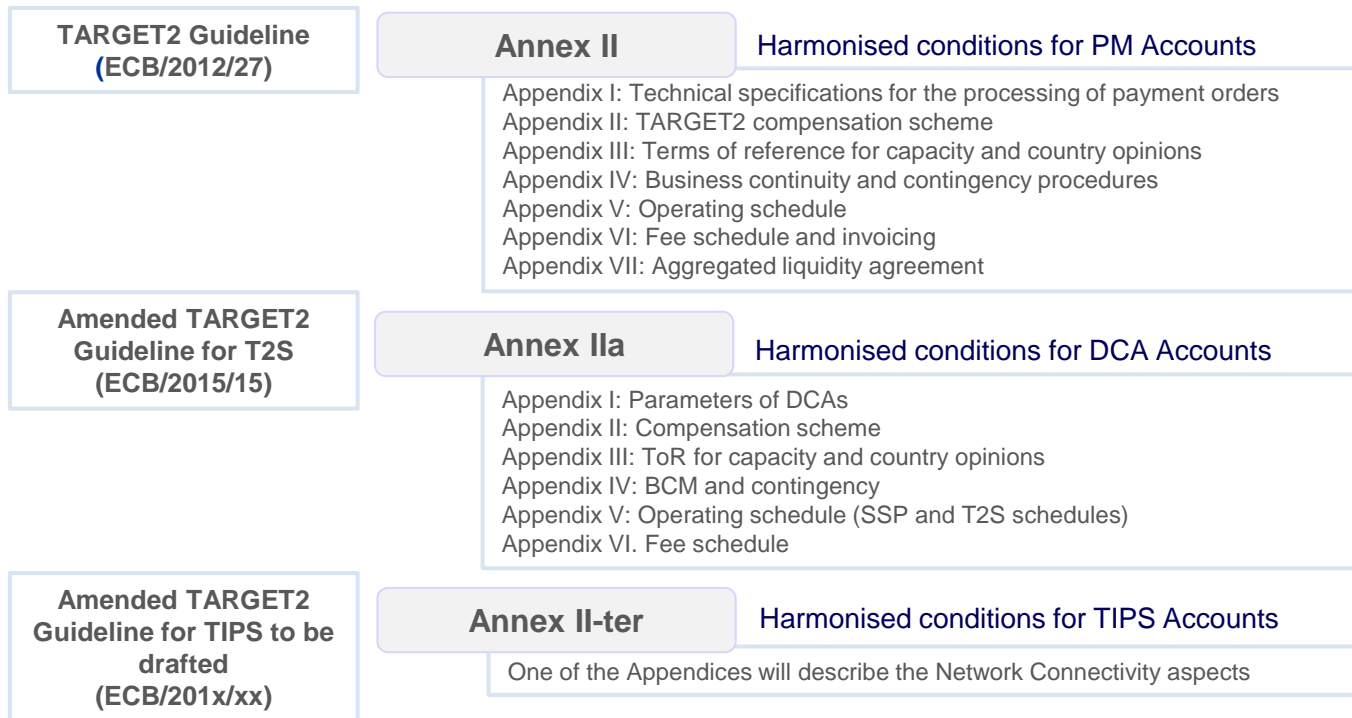 TARGET2 Guideline
(ECB/2012/27)
Annex II
Harmonised conditions for PM Accounts
Appendix I: Technical specifications for the processing of payment orders
Appendix II: TARGET2 compensation scheme
Appendix III: Terms of reference for capacity and country opinions
Appendix IV: Business continuity and contingency procedures
Appendix V: Operating schedule
Appendix VI: Fee schedule and invoicing
Appendix VII: Aggregated liquidity agreement
Amended TARGET2
Guideline for T2S
(ECB/2015/15)
Annex IIa
Harmonised conditions for DCA Accounts
Appendix I: Parameters of DCAs
Appendix II: Compensation scheme
Appendix III: ToR for capacity and country opinions
Appendix IV: BCM and contingency
Appendix V: Operating schedule (SSP and T2S schedules)
Appendix VI. Fee schedule
Amended TARGET2
Guideline for TIPS to be
drafted
(ECB/201x/xx)
Annex II-ter
Harmonised conditions for TIPS Accounts
One of the Appendices will describe the Network Connectivity aspects